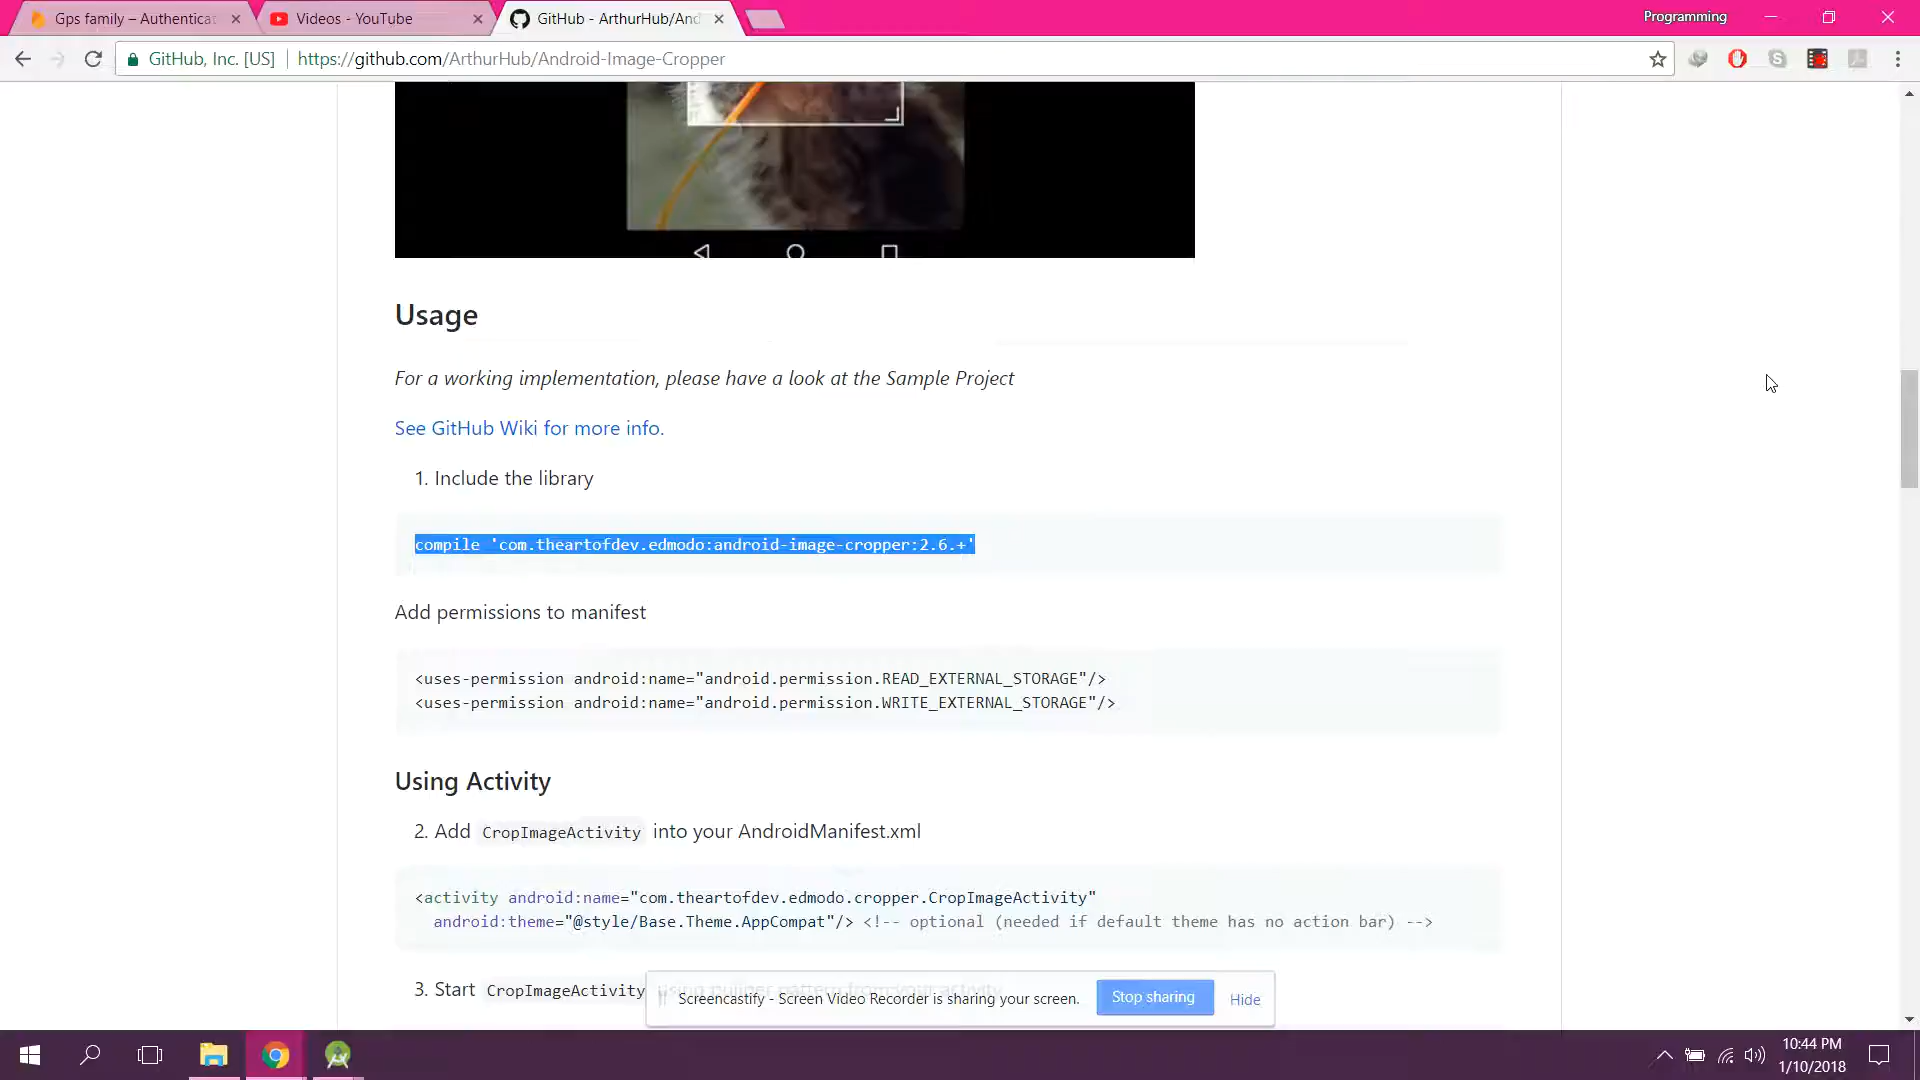 Gps family – Authenticat
Videos - YouTube
GitHub - ArthurHub/And
Programming
GitHub, Inc. [US]
https://github.com/ArthurHub/Android-Image-Cropper
Usage
For a working implementation, please have a look at the Sample Project
See GitHub Wiki for more info.
1. Include the library
compile 'com.theartofdev.edmodo:android-image-cropper:2.6.+'
Add permissions to manifest
<uses-permission android:name="android.permission.READ_EXTERNAL_STORAGE"/>
<uses-permission android:name="android.permission.WRITE_EXTERNAL_STORAGE"/>
Using Activity
2. Add CropImageActivity into your AndroidManifest.xml
<activity android:name="com.theartofdev.edmodo.cropper.CropImageActivity"
android:theme="@style/Base.Theme.AppCompat"/> <!-- optional (needed if default theme has no action bar) -->
3. Start CropImageActivity using builder pattern from your activity
Screencastify - Screen Video Recorder is sharing your screen.
Stop sharing
Hide
10:44 PM
1/10/2018